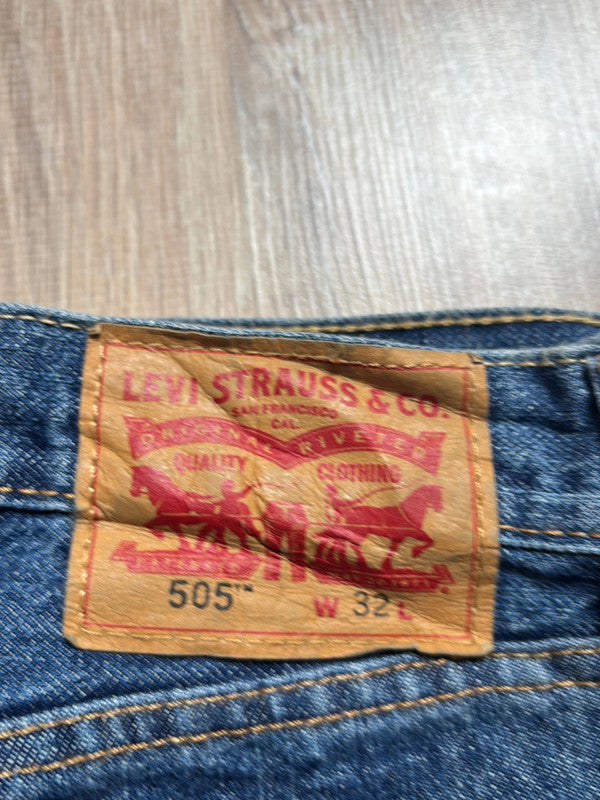 LEVI STRAUSS & CO.
SAN FRANCISCO
CAL.
ORIGINAL RIVETED
QUALITY CLOTHING
505™
W 32 L